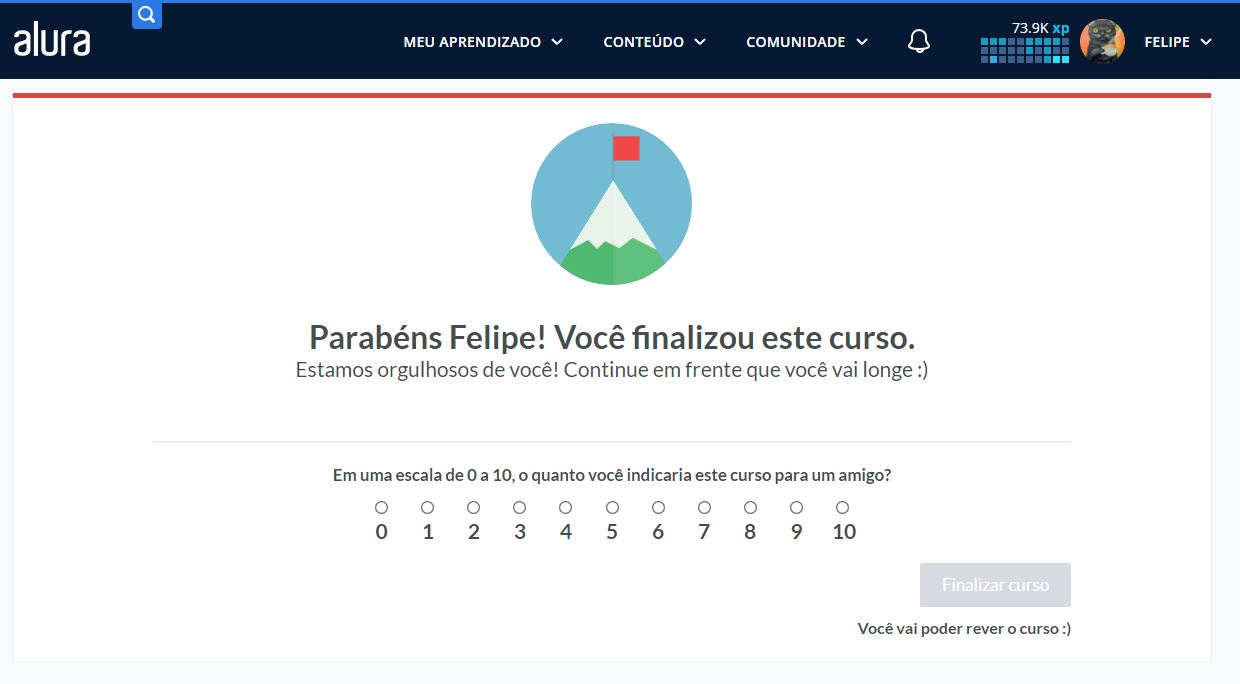 alura
MEU APRENDIZADO
CONTEÚDO
COMUNIDADE
73.9K xp
FELIPE
Parabéns Felipe! Você finalizou este curso.
Estamos orgulhosos de você! Continue em frente que você vai longe :)
Em uma escala de 0 a 10, o quanto você indicaria este curso para um amigo?
0 1 2 3 4 5 6 7 8 9 10
Finalizar curso
Você vai poder rever o curso :)